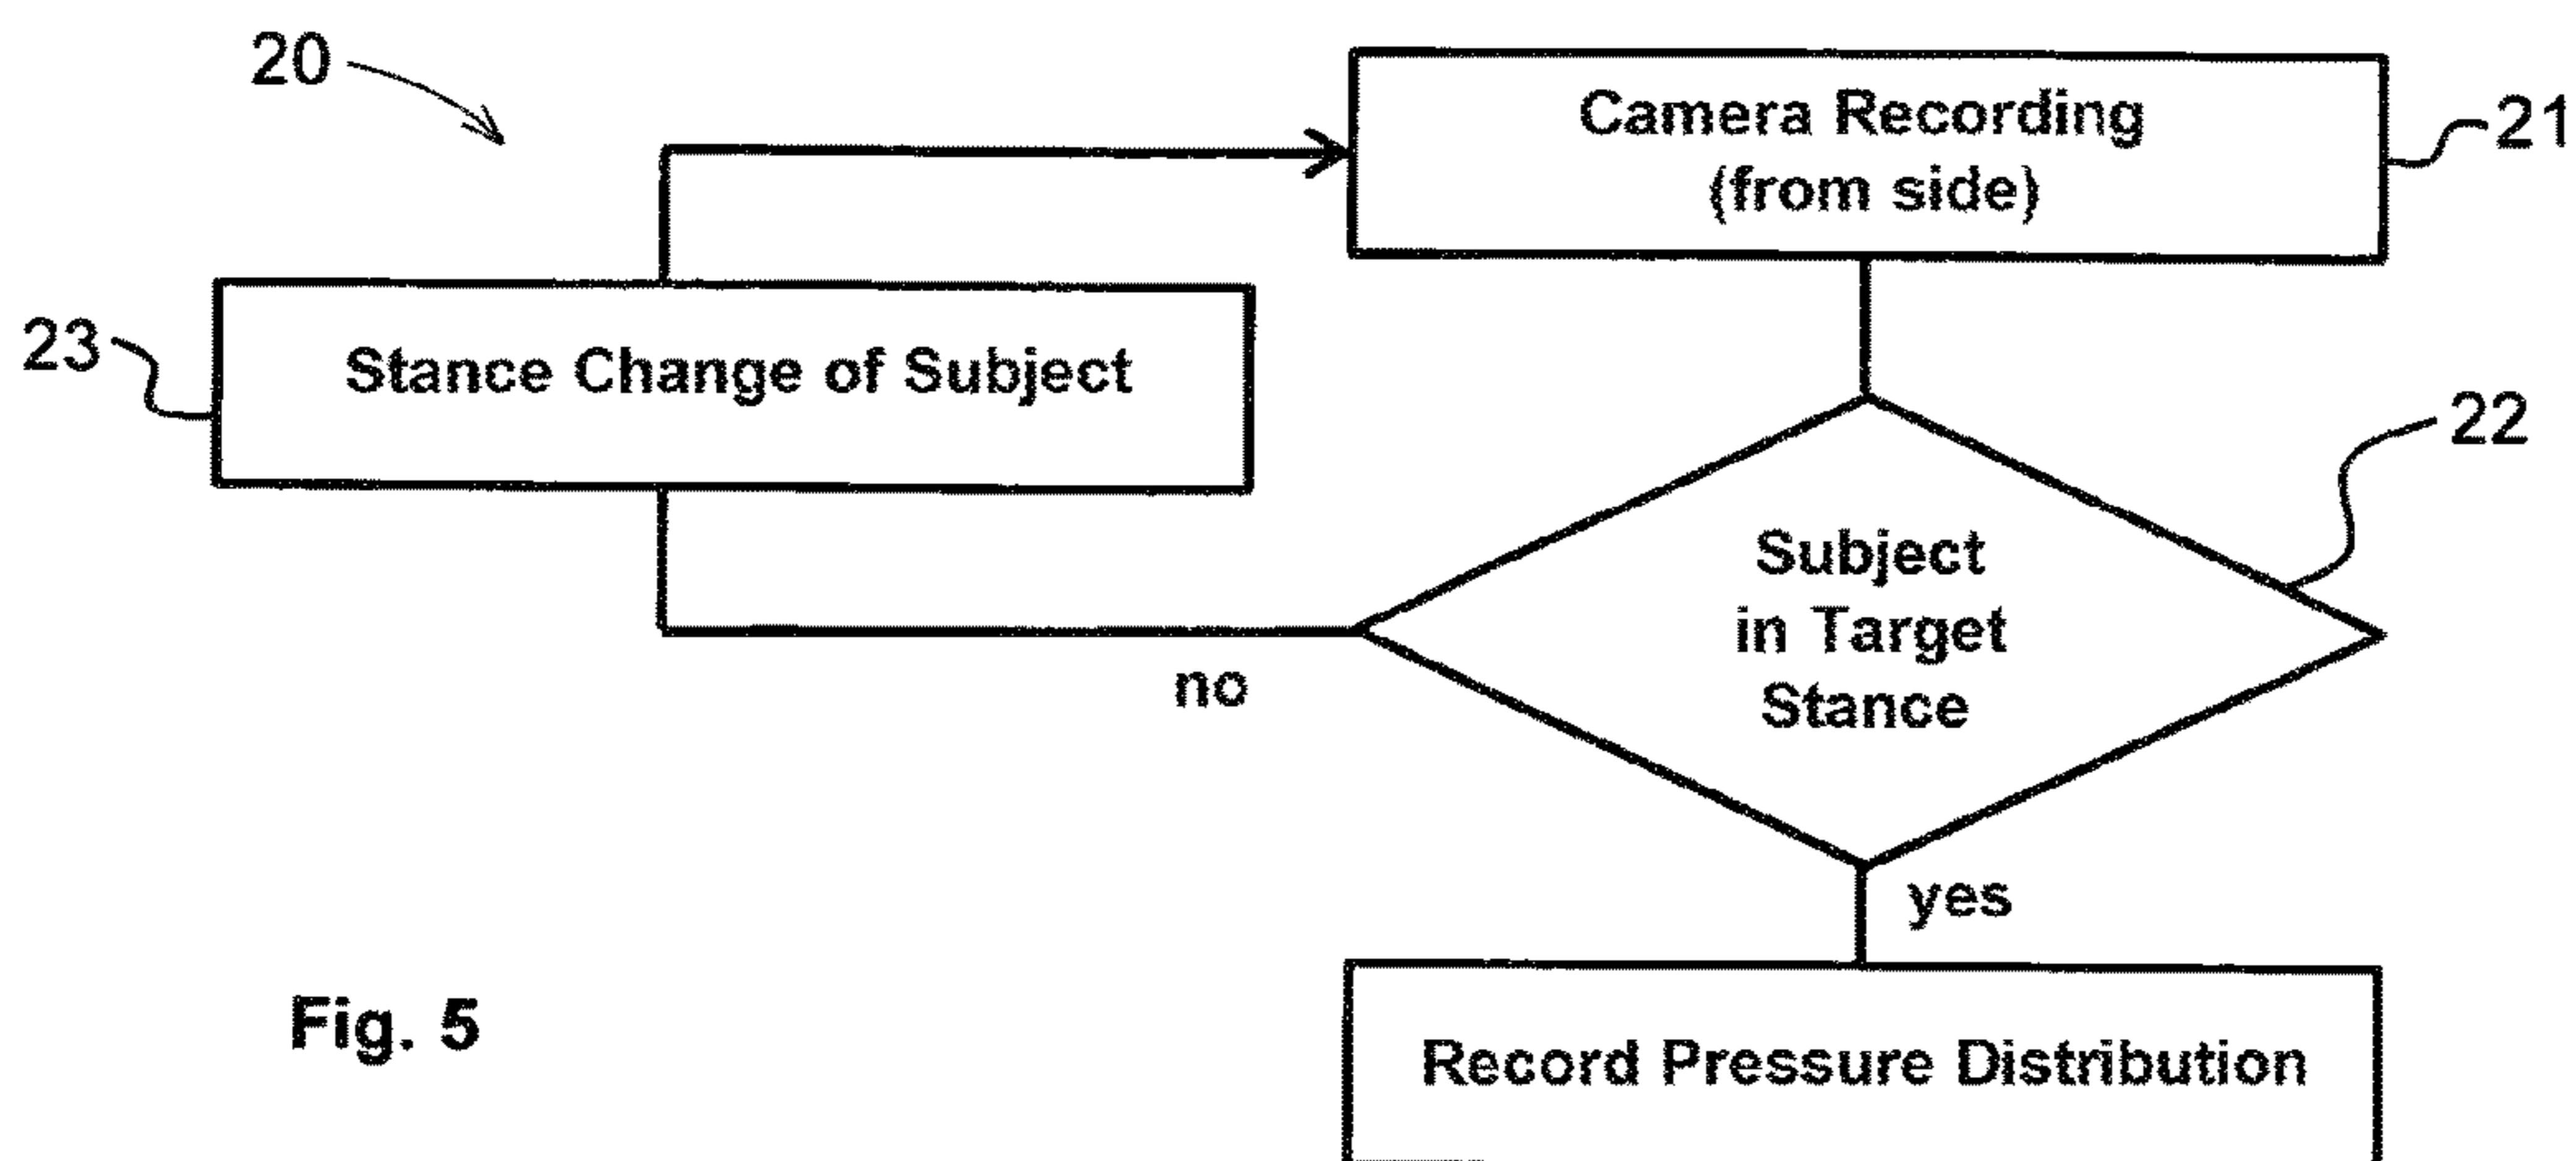 20
Camera Recording
(from side)
21
23
Stance Change of Subject
22
Subject
in Target
Stance
no
yes
Fig. 5
Record Pressure Distribution